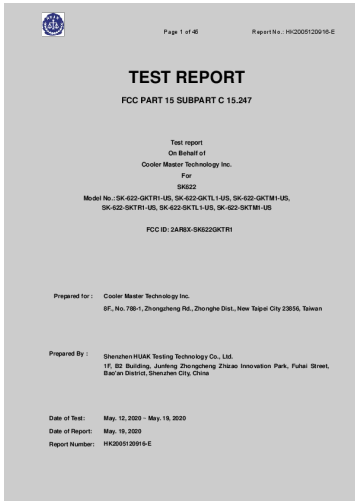 Page 1 of 45 Report No.: HK2005120916-E
TEST REPORT
FCC PART 15 SUBPART C 15.247
Test report
On Behalf of
Cooler Master Technology Inc.
For
SK622
Model No.: SK-622-GKTR1-US, SK-622-GKTL1-US, SK-622-GKTM1-US,
SK-622-SKTR1-US, SK-622-SKTL1-US, SK-622-SKTM1-US
FCC ID: 2AR8X-SK622GKTR1
Prepared for : Cooler Master Technology Inc.
8F., No. 788-1, Zhongzheng Rd., Zhonghe Dist., New Taipei City 23856, Taiwan
Prepared By : Shenzhen HUAK Testing Technology Co., Ltd.
1F, B2 Building, Junfeng Zhongcheng Zhizao Innovation Park, Fuhai Street,
Bao'an District, Shenzhen City, China
Date of Test: May. 12, 2020 ~ May. 19, 2020
Date of Report: May. 19, 2020
Report Number: HK2005120916-E